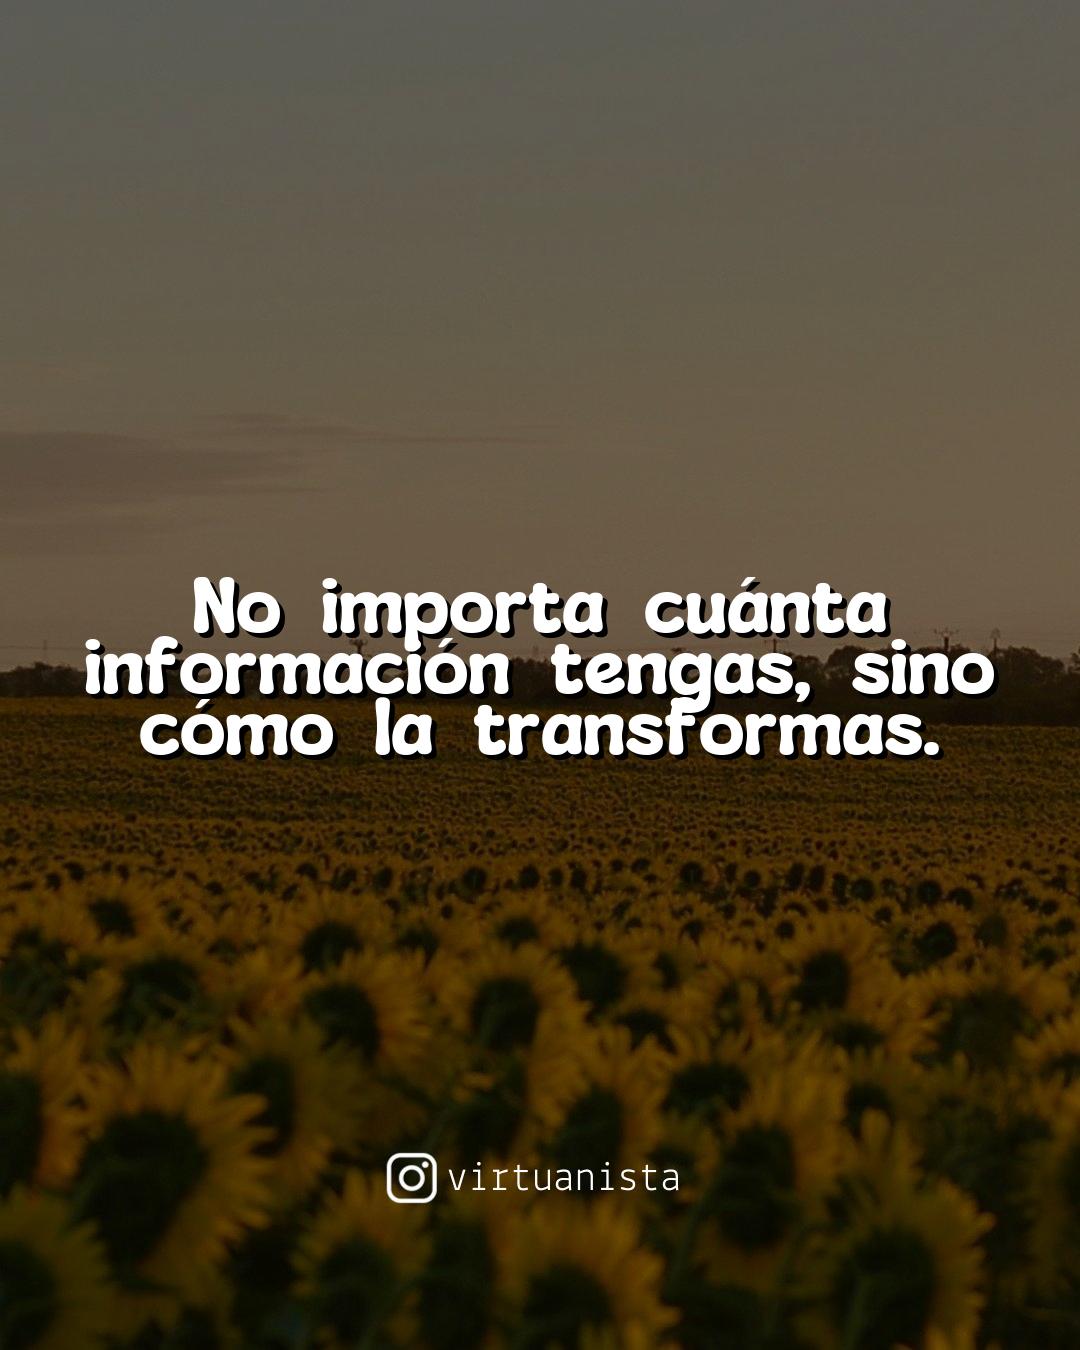 No importa cuánta
información tengas, sino
cómo la transformas.
virtuanista